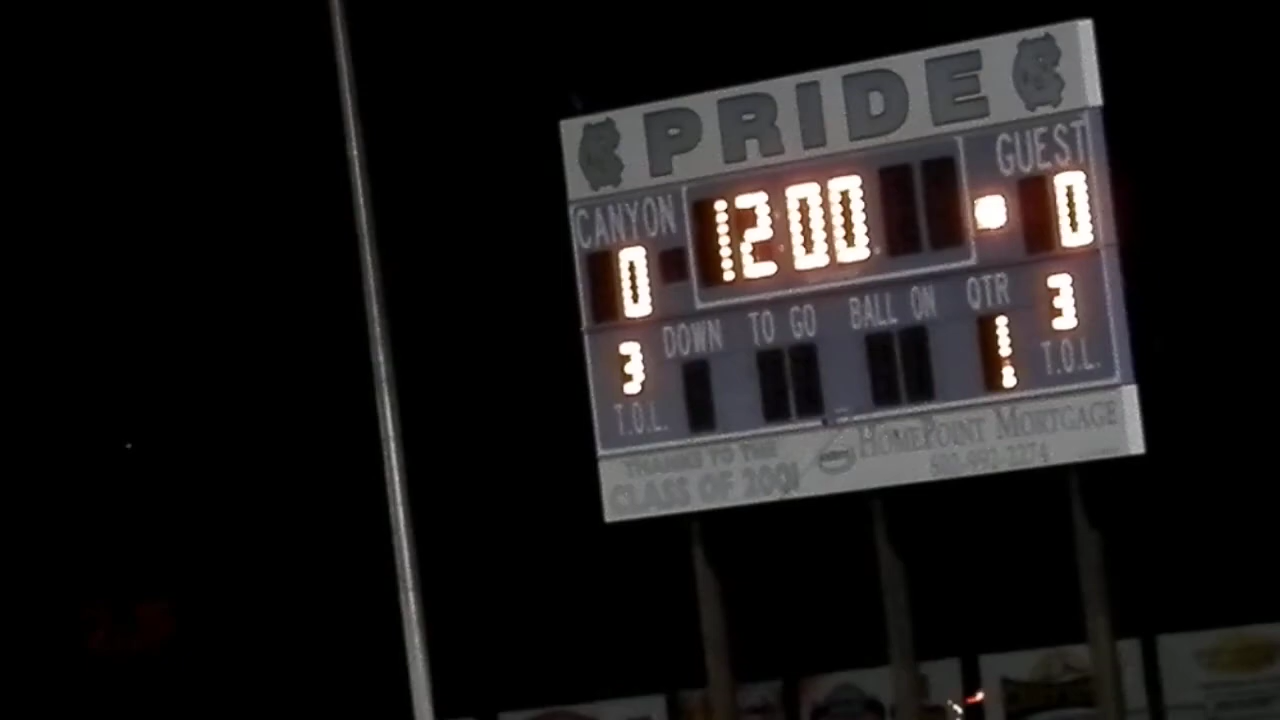 PRIDE
CANYON 12:00 GUEST
0 0
DOWN TO GO BALL ON QTR
3 1 3
T.O.L. T.O.L.
THANKS TO THE
CLASS OF 2001
HOMEPOINT MORTGAGE